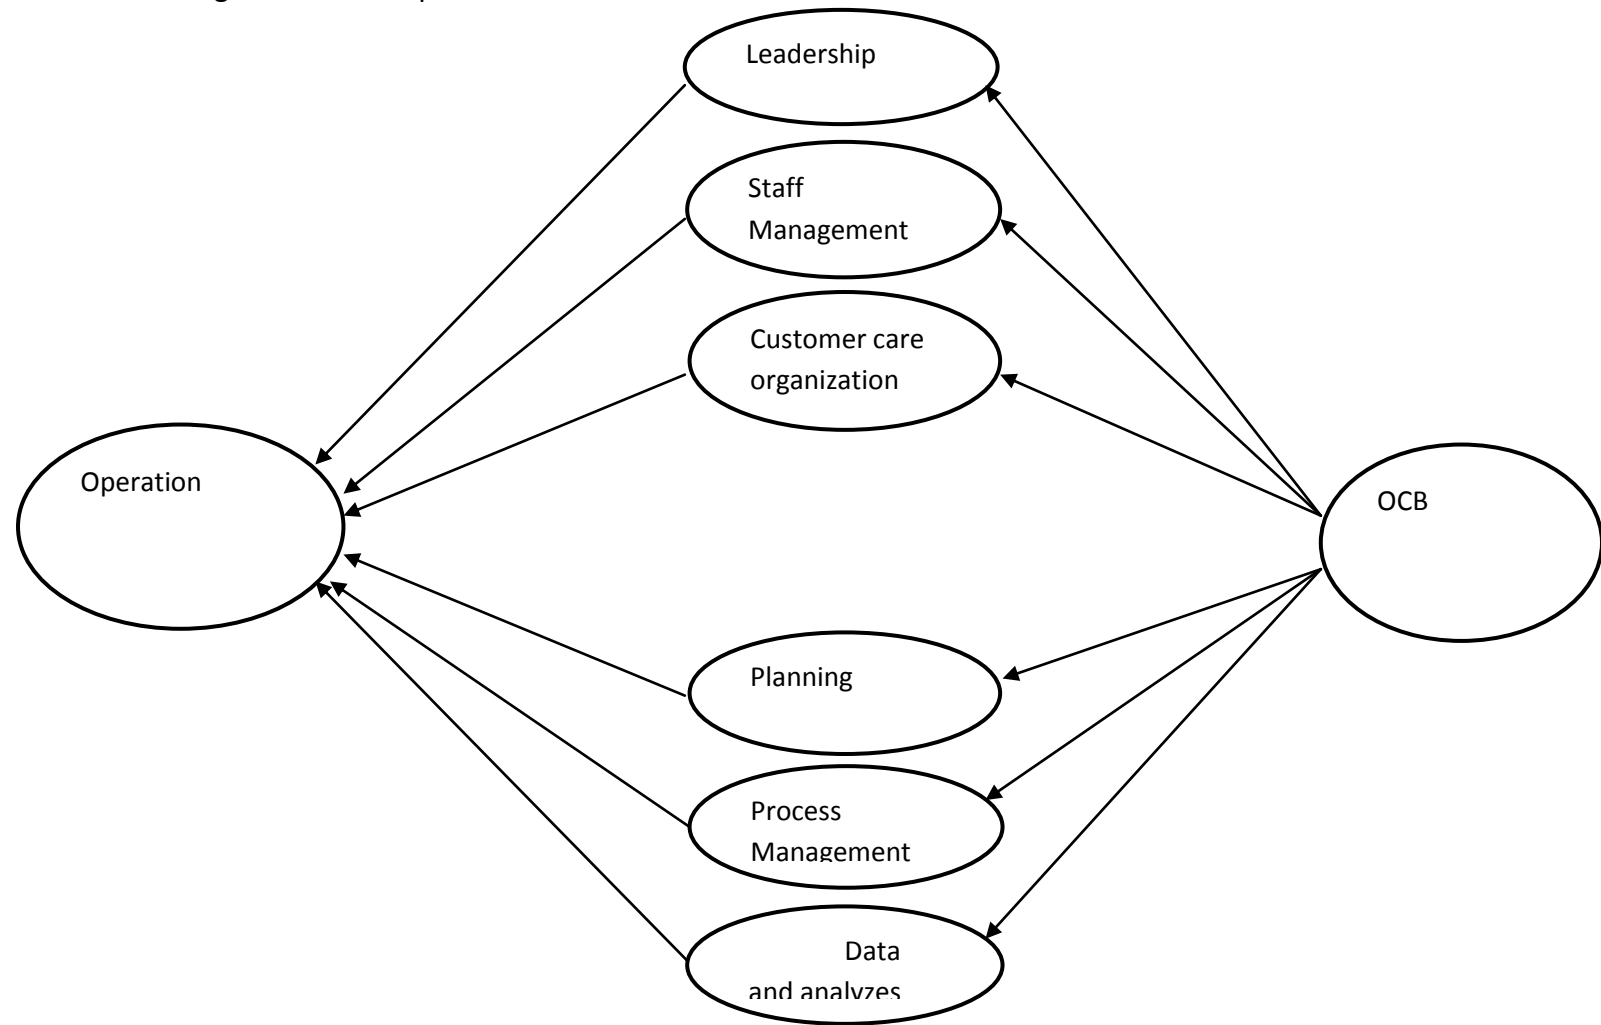 Leadership
Staff
Management
Customer care
organization
Operation
OCB
Planning
Process
Management
Data
and analyzes